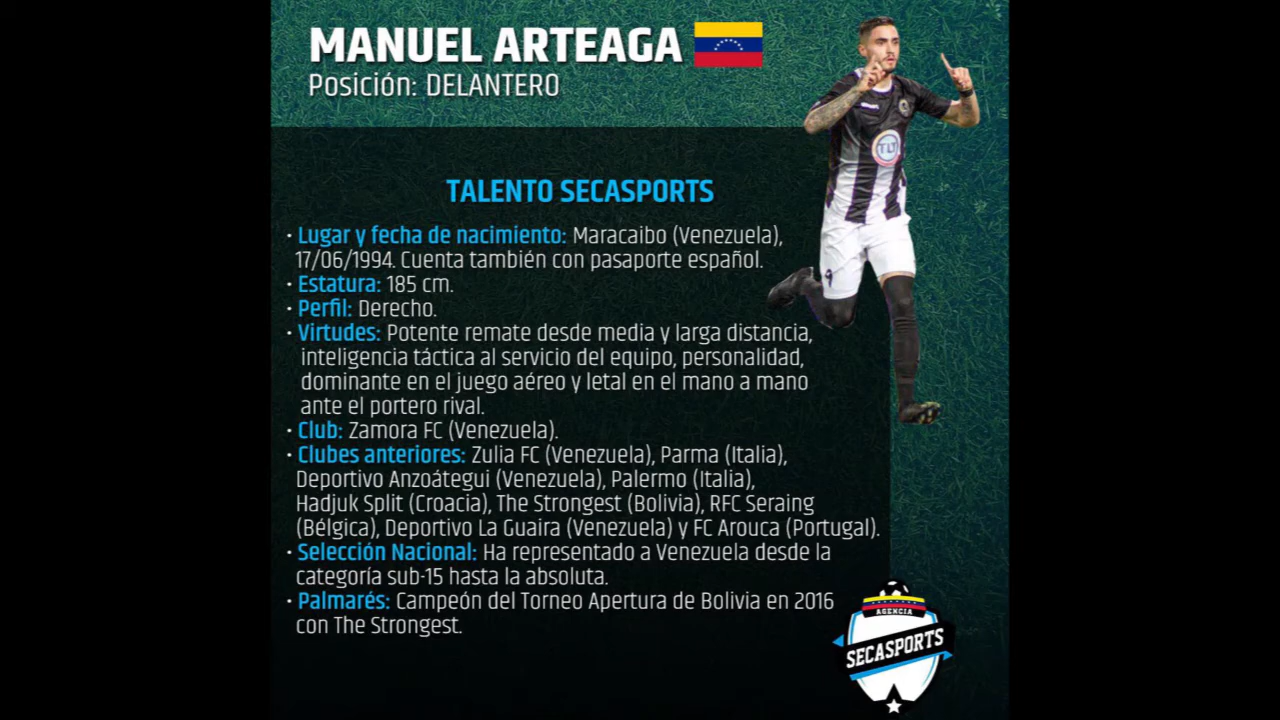 MANUEL ARTEAGA
Posición: DELANTERO
TLT
TALENTO SECASPORTS
• Lugar y fecha de nacimiento: Maracaibo (Venezuela),
17/06/1994. Cuenta también con pasaporte español.
• Estatura: 185 cm.
• Perfil: Derecho.
• Virtudes: Potente remate desde media y larga distancia,
inteligencia táctica al servicio del equipo, personalidad,
dominante en el juego aéreo y letal en el mano a mano
ante el portero rival.
• Club: Zamora FC (Venezuela).
• Clubes anteriores: Zulia FC (Venezuela), Parma (Italia),
Deportivo Anzoátegui (Venezuela), Palermo (Italia),
Hadjuk Split (Croacia), The Strongest (Bolivia), RFC Seraing
(Bélgica), Deportivo La Guaira (Venezuela) y FC Arouca (Portugal).
• Selección Nacional: Ha representado a Venezuela desde la
categoría sub-15 hasta la absoluta.
• Palmarés: Campeón del Torneo Apertura de Bolivia en 2016
con The Strongest.
AGENCIA
SECASPORTS